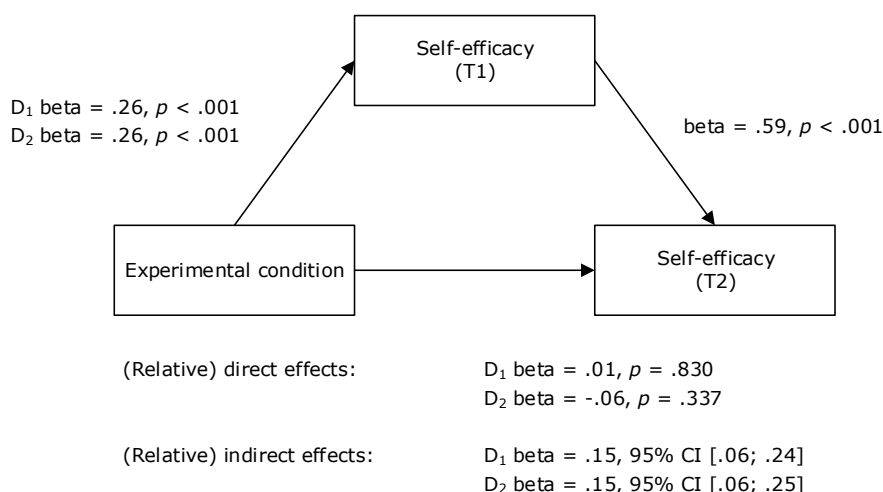 Self-efficacy
(T1)
D₁ beta = .26, p < .001
D₂ beta = .26, p < .001
beta = .59, p < .001
Experimental condition
Self-efficacy
(T2)
(Relative) direct effects:
D₁ beta = .01, p = .830
D₂ beta = -.06, p = .337
(Relative) indirect effects:
D₁ beta = .15, 95% CI [.06; .24]
D₂ beta = .15, 95% CI [.06; .25]